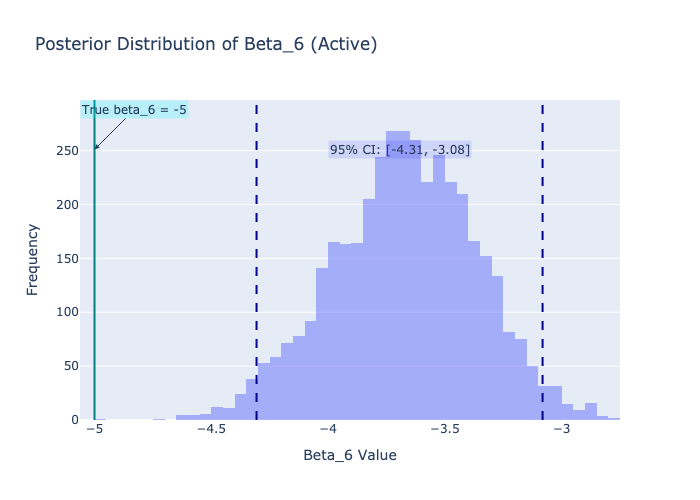 Posterior Distribution of Beta_6 (Active)
True beta_6 = -5
95% CI: [-4.31, -3.08]
250
200
150
100
50
0
Frequency
−5
−4.5
−4
−3.5
−3
Beta_6 Value